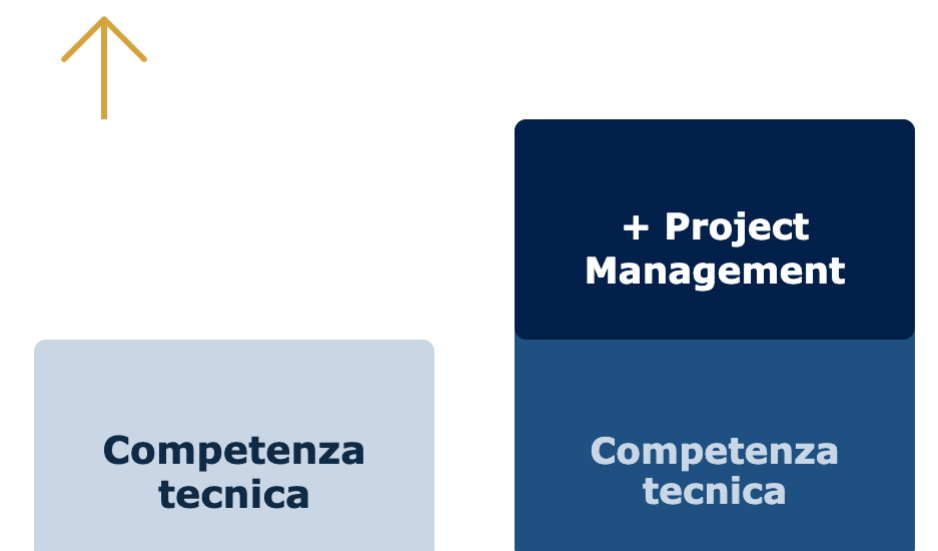 + Project
Management
Competenza
tecnica
Competenza
tecnica